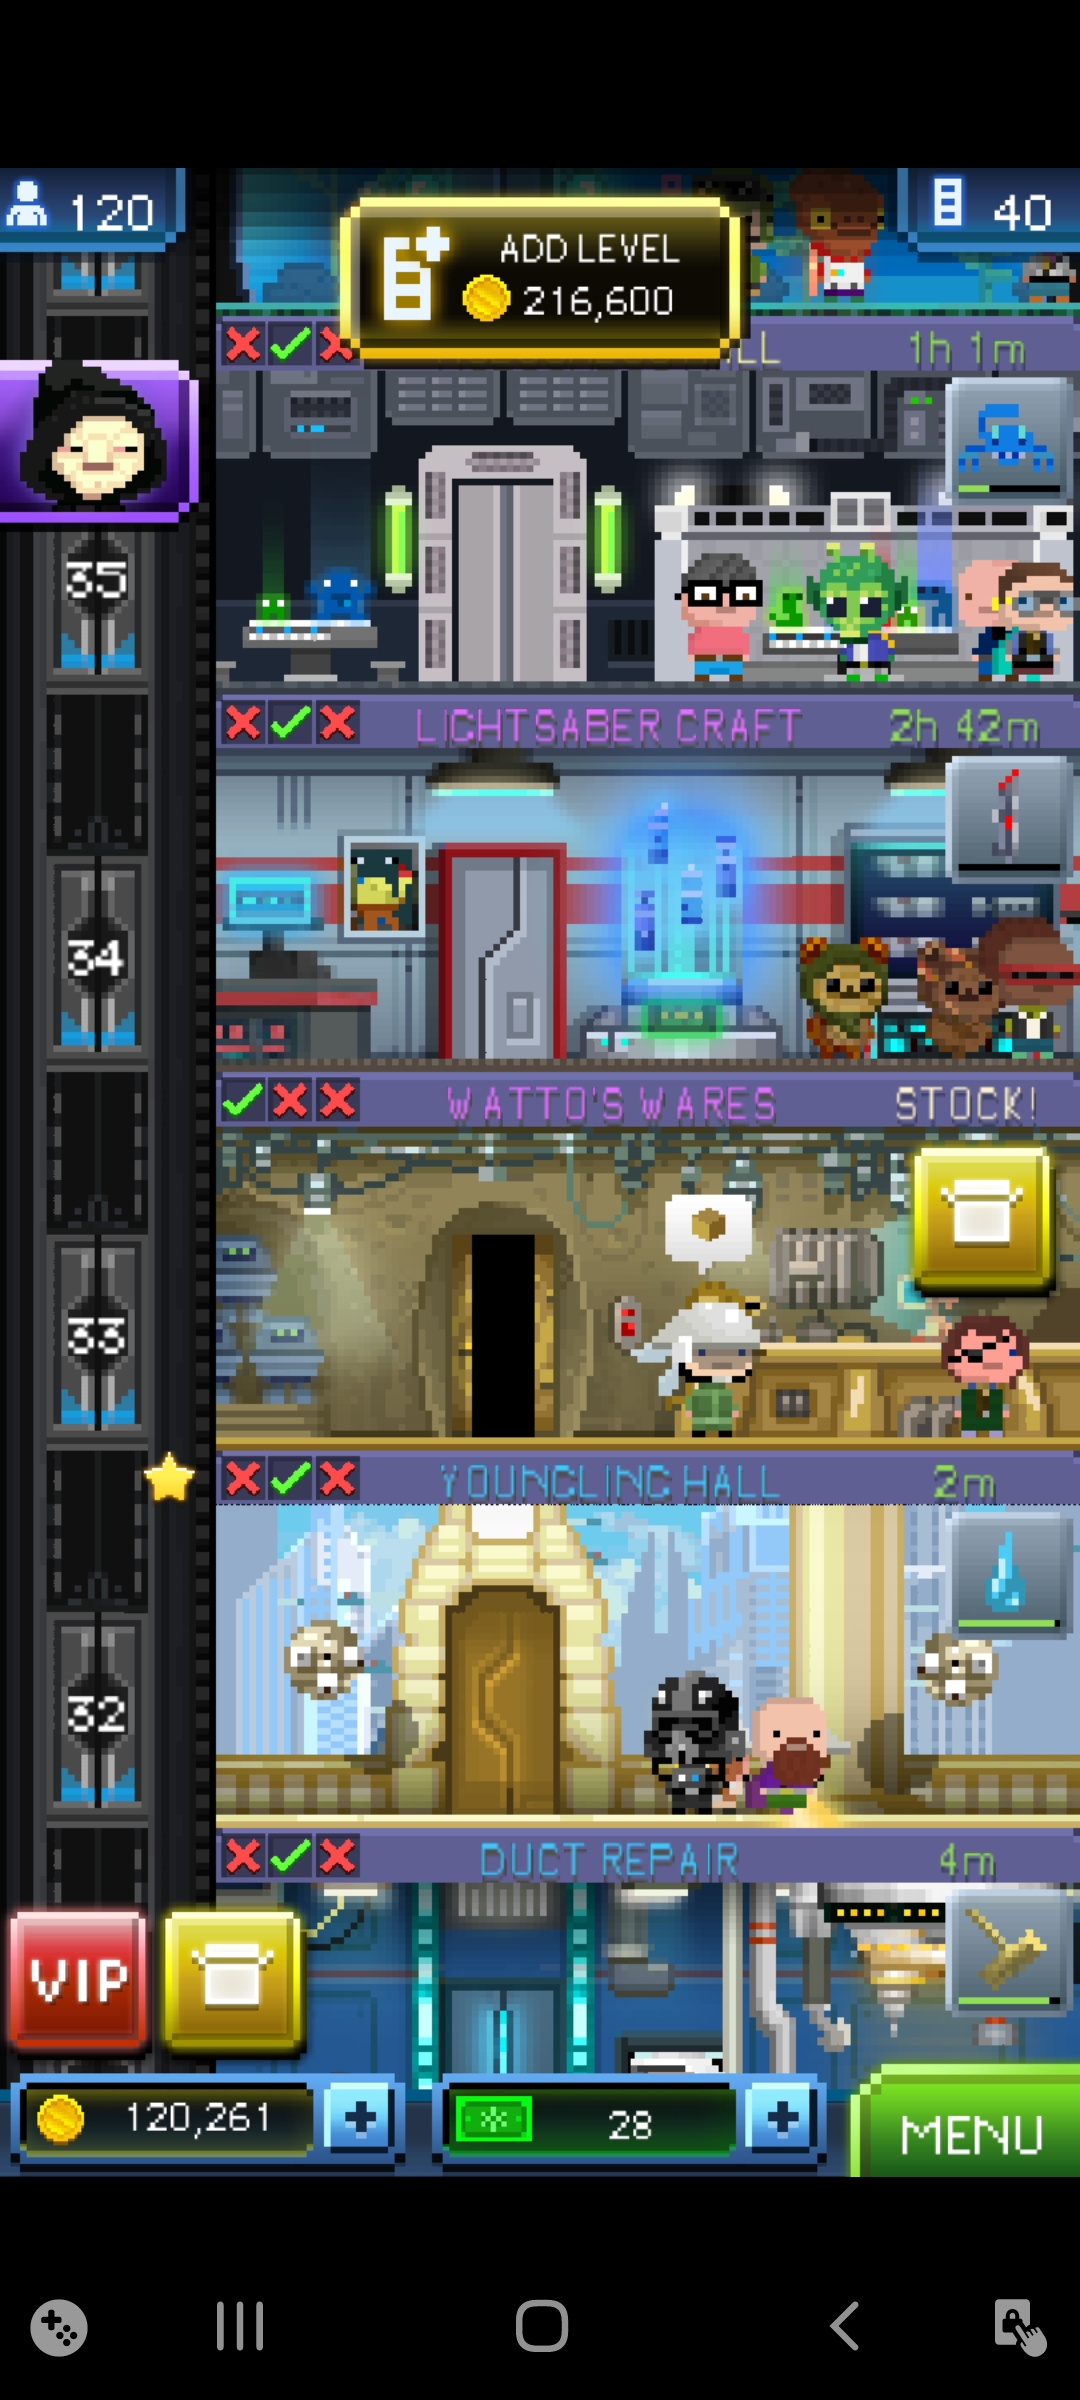 120
ADD LEVEL
216,600
40
LL
1h 1m
35
LIGHTSABER CRAFT
2h 42m
34
WATTO'S WARES
STOCK!
33
YOUNGLING HALL
2m
32
DUCT REPAIR
4m
VIP
120,261
28
MENU